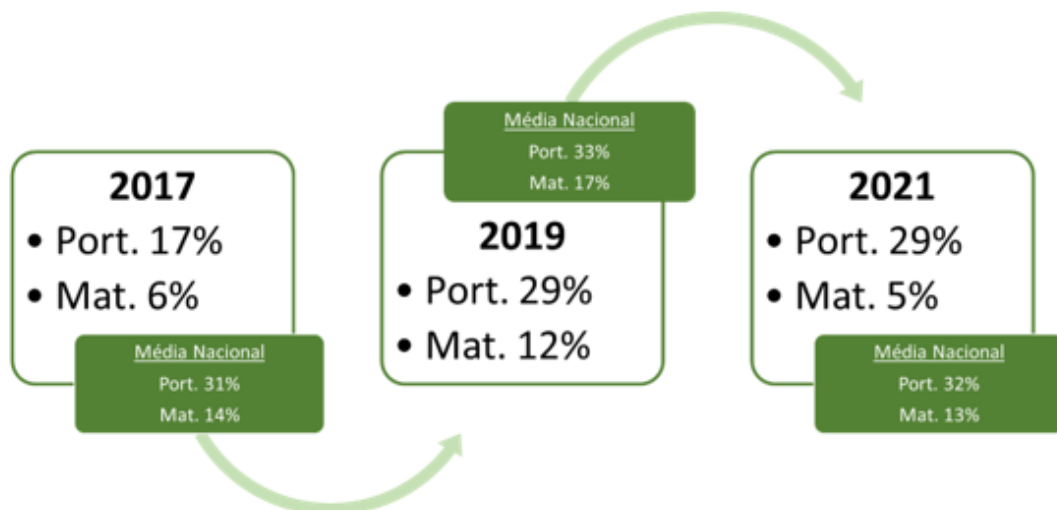 2017
• Port. 17%
• Mat. 6%
Média Nacional
Port. 31%
Mat. 14%
Média Nacional
Port. 33%
Mat. 17%
2019
• Port. 29%
• Mat. 12%
2021
• Port. 29%
• Mat. 5%
Média Nacional
Port. 32%
Mat. 13%